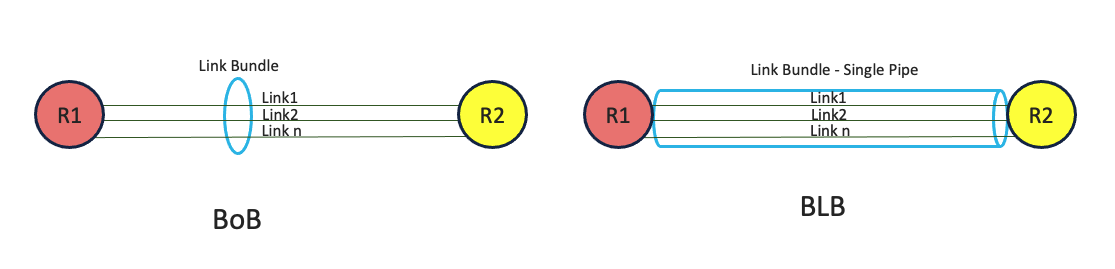 Link Bundle
R1
Link1
Link2
Link n
R2
BoB
Link Bundle - Single Pipe
R1
Link1
Link2
Link n
R2
BLB